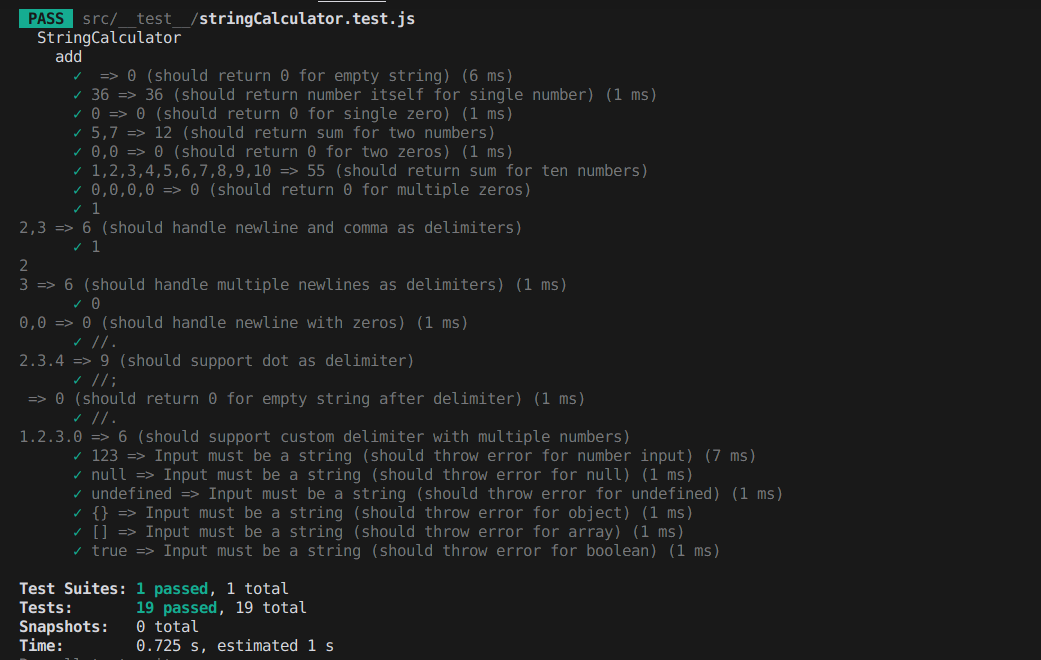 PASS src/__test__/stringCalculator.test.js
StringCalculator
add
✓  => 0 (should return 0 for empty string) (6 ms)
✓ 36 => 36 (should return number itself for single number) (1 ms)
✓ 0 => 0 (should return 0 for single zero) (1 ms)
✓ 5,7 => 12 (should return sum for two numbers)
✓ 0,0 => 0 (should return 0 for two zeros) (1 ms)
✓ 1,2,3,4,5,6,7,8,9,10 => 55 (should return sum for ten numbers)
✓ 0,0,0,0 => 0 (should return 0 for multiple zeros)
✓ 1
2,3 => 6 (should handle newline and comma as delimiters)
✓ 1
2
3 => 6 (should handle multiple newlines as delimiters) (1 ms)
✓ 0
0,0 => 0 (should handle newline with zeros) (1 ms)
✓ //.
2.3.4 => 9 (should support dot as delimiter)
✓ //;
=> 0 (should return 0 for empty string after delimiter) (1 ms)
✓ //.
1.2.3.0 => 6 (should support custom delimiter with multiple numbers)
✓ 123 => Input must be a string (should throw error for number input) (7 ms)
✓ null => Input must be a string (should throw error for null) (1 ms)
✓ undefined => Input must be a string (should throw error for undefined) (1 ms)
✓ {} => Input must be a string (should throw error for object) (1 ms)
✓ [] => Input must be a string (should throw error for array) (1 ms)
✓ true => Input must be a string (should throw error for boolean) (1 ms)
Test Suites: 1 passed, 1 total
Tests: 19 passed, 19 total
Snapshots: 0 total
Time: 0.725 s, estimated 1 s